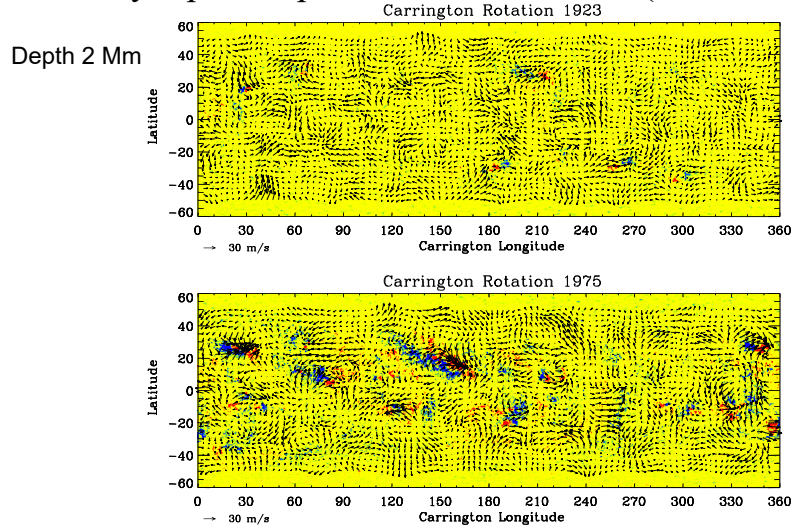 Carrington Rotation 1923
Depth 2 Mm
60
40
20
0
−20
−40
−60
Latitude
0 30 60 90 120 150 180 210 240 270 300 330 360
→ 30 m/s
Carrington Longitude
Carrington Rotation 1975
60
40
20
0
−20
−40
−60
Latitude
0 30 60 90 120 150 180 210 240 270 300 330 360
→ 30 m/s
Carrington Longitude